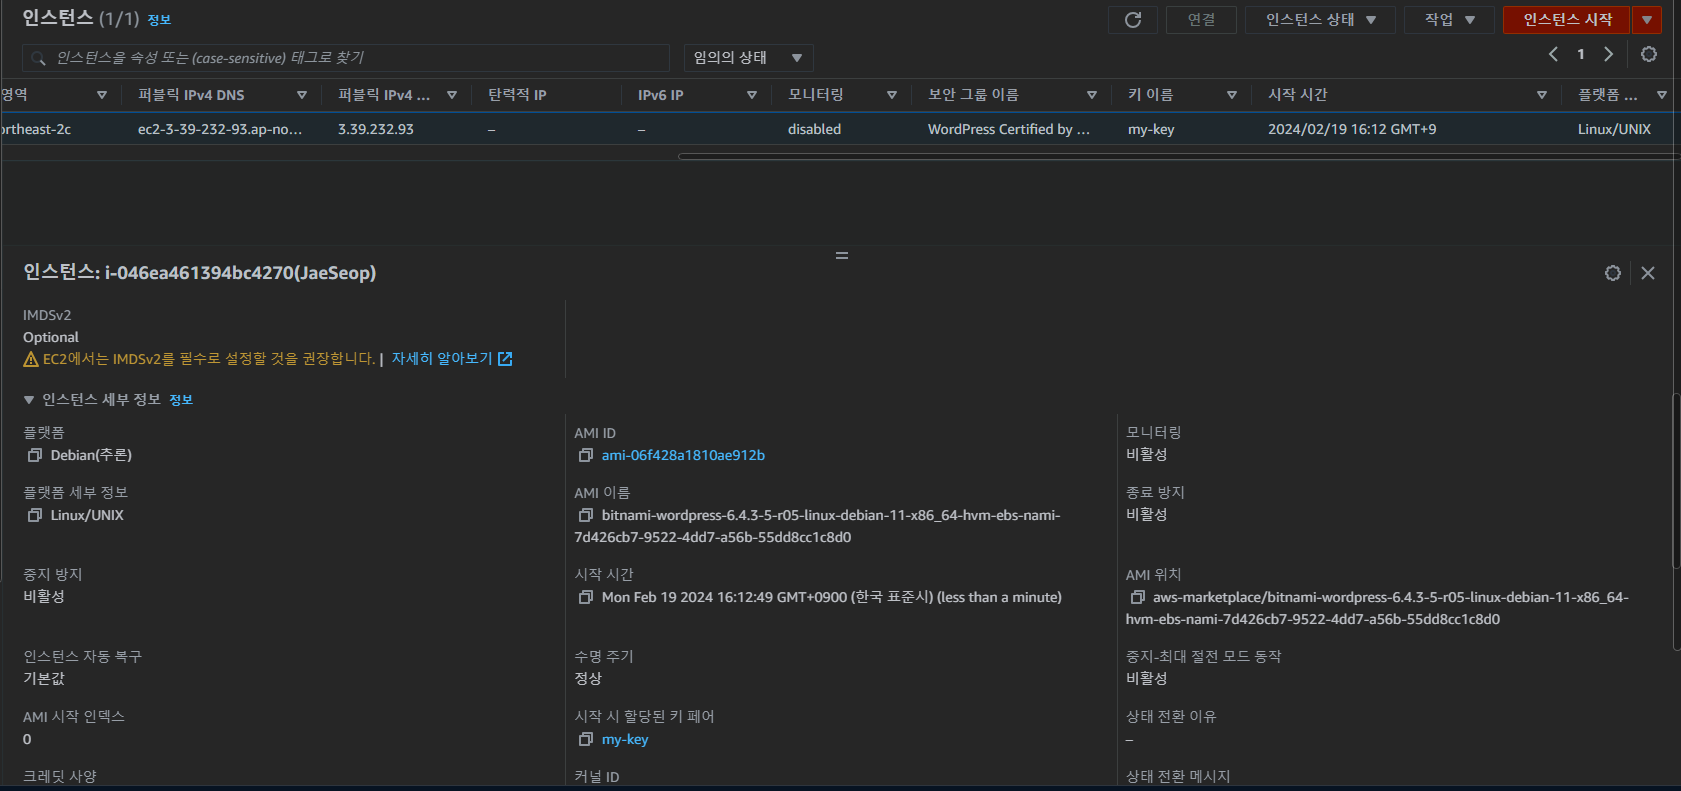 인스턴스 (1/1) 정보
연결
인스턴스 상태
작업
인스턴스 시작
인스턴스을 속성 또는 (case-sensitive) 태그로 찾기
임의의 상태
1
영역 퍼블릭 IPv4 DNS 퍼블릭 IPv4 ... 탄력적 IP IPv6 IP 모니터링 보안 그룹 이름 키 이름 시작 시간 플랫폼 ...
ortheast-2c ec2-3-39-232-93.ap-no... 3.39.232.93 – – disabled WordPress Certified by ... my-key 2024/02/19 16:12 GMT+9 Linux/UNIX
인스턴스: i-046ea461394bc4270(JaeSeop)
IMDSv2
Optional
EC2에서는 IMDSv2를 필수로 설정할 것을 권장합니다. | 자세히 알아보기
인스턴스 세부 정보 정보
플랫폼
Debian(추론)
AMI ID
ami-06f428a1810ae912b
모니터링
비활성
플랫폼 세부 정보
Linux/UNIX
AMI 이름
bitnami-wordpress-6.4.3-5-r05-linux-debian-11-x86_64-hvm-ebs-nami-
7d426cb7-9522-4dd7-a56b-55dd8cc1c8d0
종료 방지
비활성
중지 방지
비활성
시작 시간
Mon Feb 19 2024 16:12:49 GMT+0900 (한국 표준시) (less than a minute)
AMI 위치
aws-marketplace/bitnami-wordpress-6.4.3-5-r05-linux-debian-11-x86_64-
hvm-ebs-nami-7d426cb7-9522-4dd7-a56b-55dd8cc1c8d0
인스턴스 자동 복구
기본값
수명 주기
정상
중지-최대 절전 모드 동작
비활성
AMI 시작 인덱스
0
시작 시 할당된 키 페어
my-key
상태 전환 이유
–
크레딧 사양
커널 ID
상태 전환 메시지